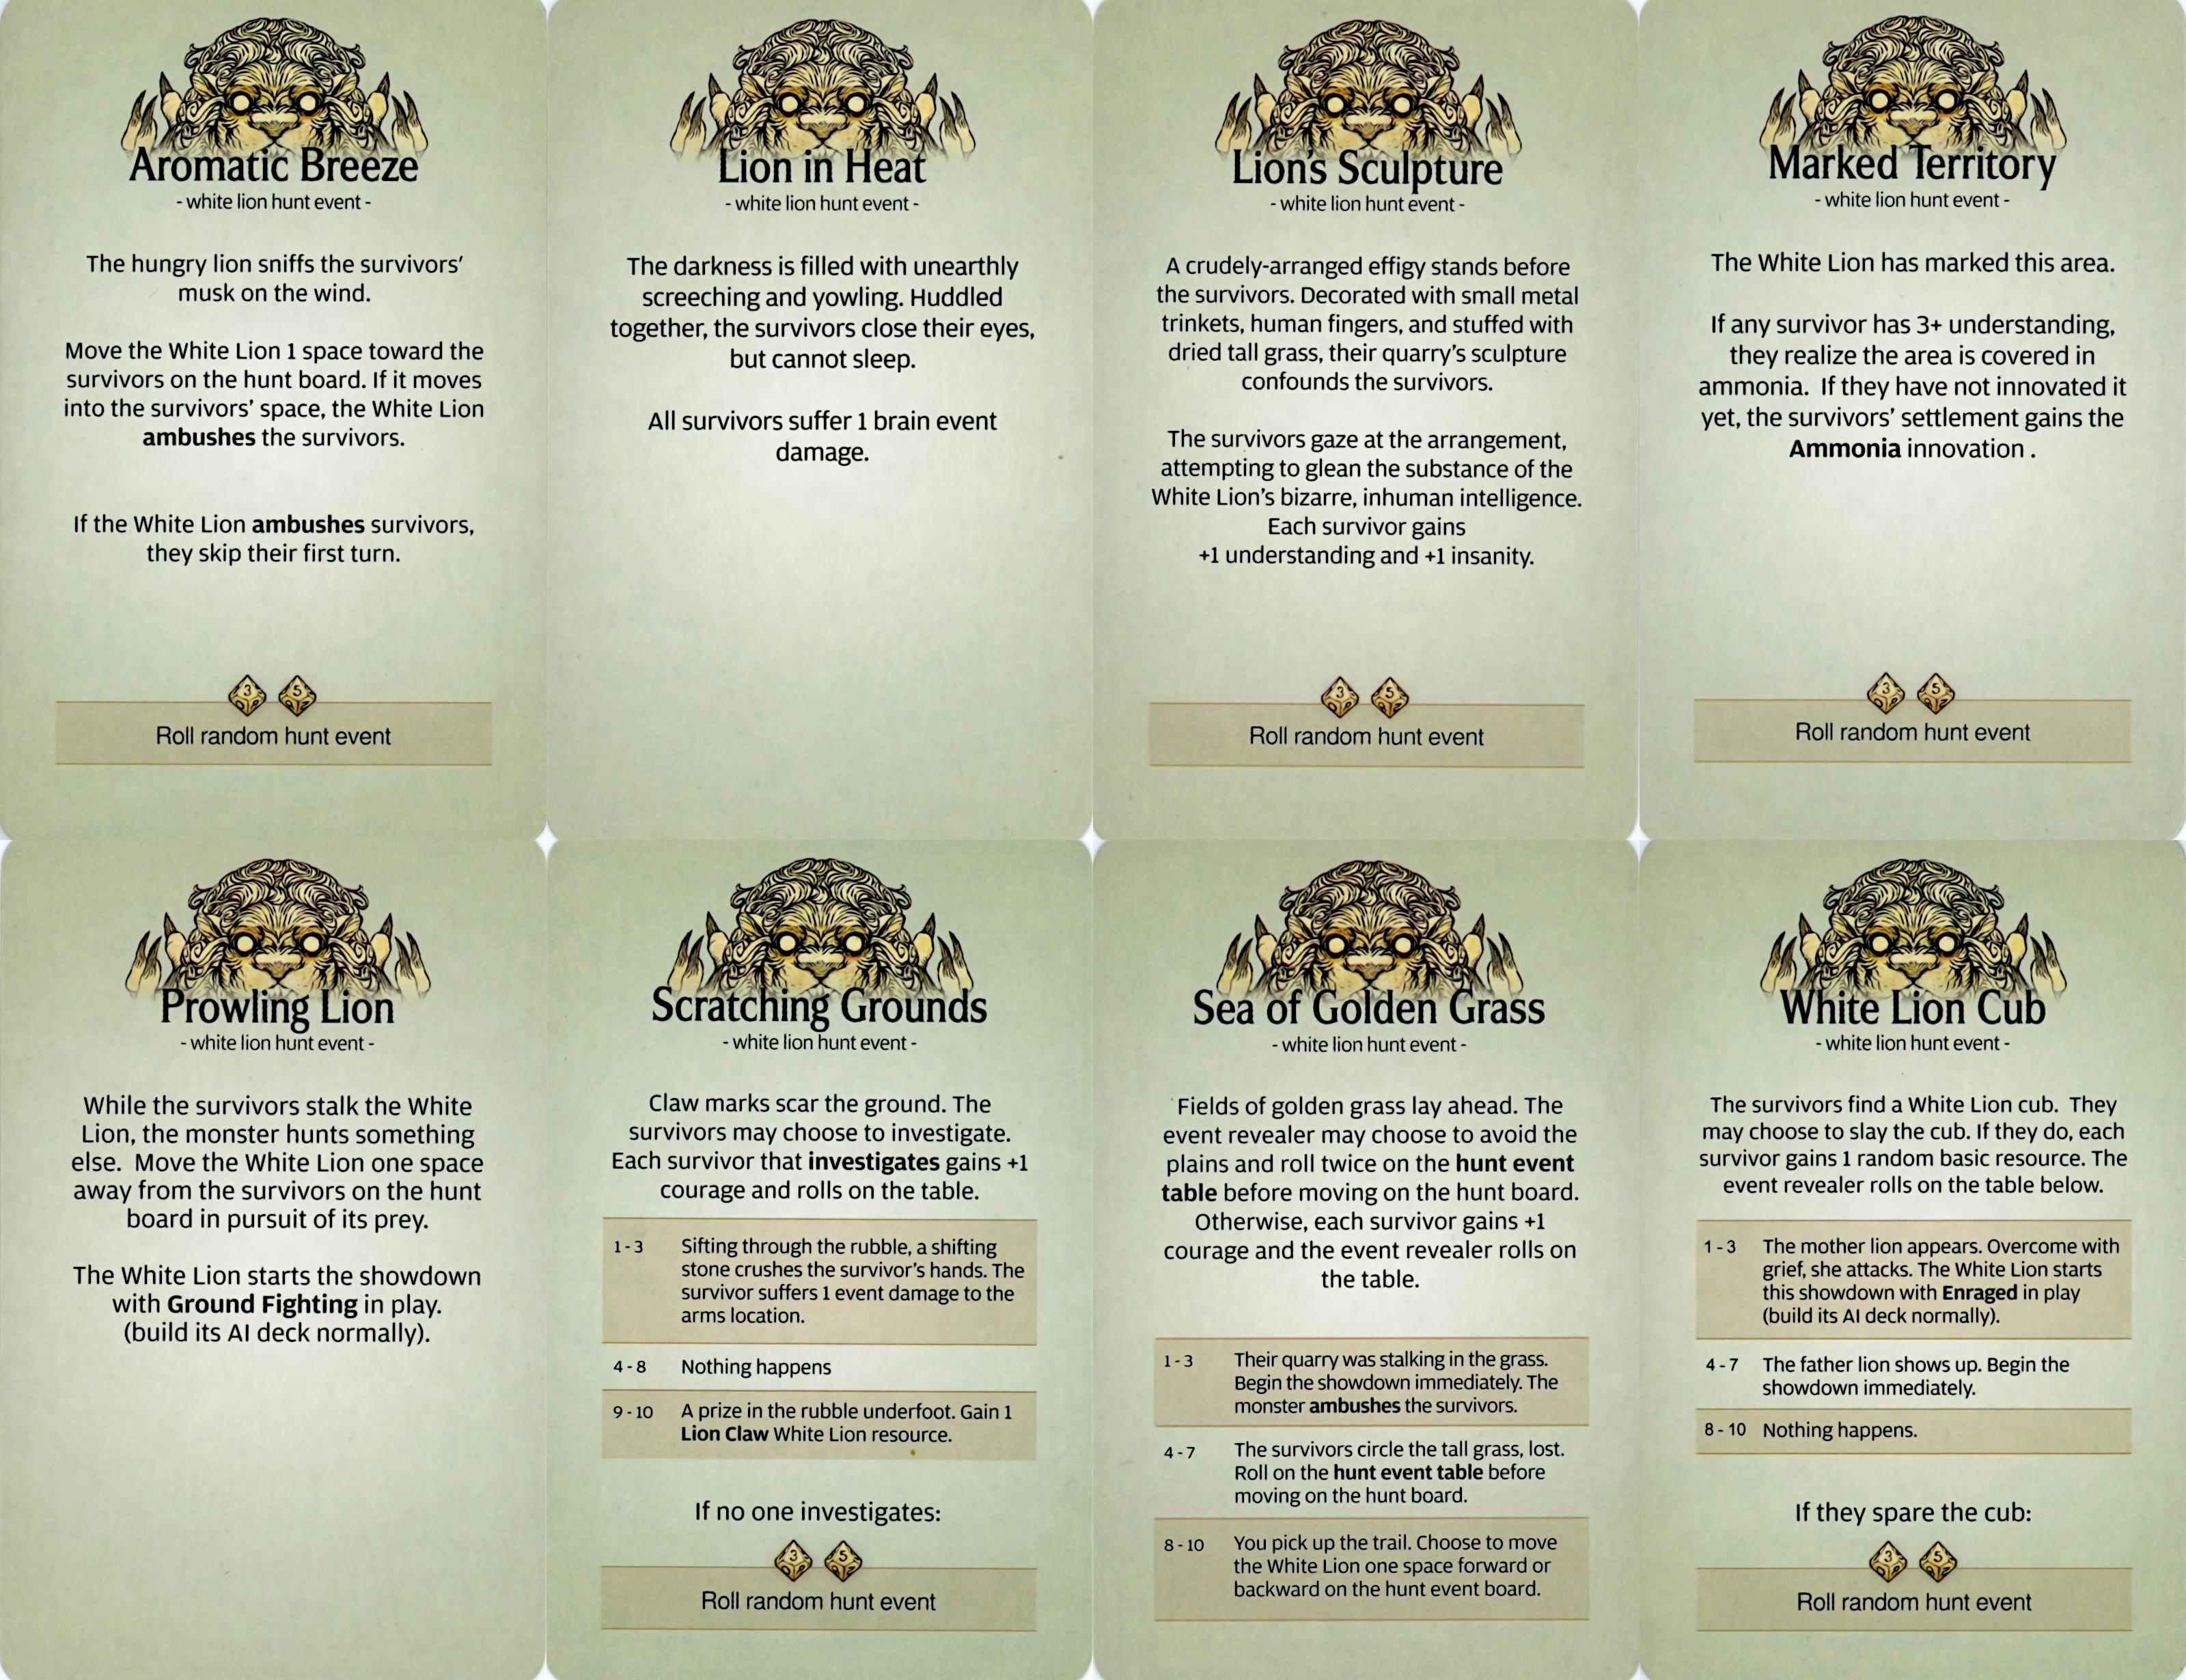 Aromatic Breeze
- white lion hunt event -
The hungry lion sniffs the survivors'
musk on the wind.
Move the White Lion 1 space toward the
survivors on the hunt board. If it moves
into the survivors' space, the White Lion
ambushes the survivors.
If the White Lion ambushes survivors,
they skip their first turn.
3 5
Roll random hunt event
Lion in Heat
- white lion hunt event -
The darkness is filled with unearthly
screeching and yowling. Huddled
together, the survivors close their eyes,
but cannot sleep.
All survivors suffer 1 brain event
damage.
Lion's Sculpture
- white lion hunt event -
A crudely-arranged effigy stands before
the survivors. Decorated with small metal
trinkets, human fingers, and stuffed with
dried tall grass, their quarry's sculpture
confounds the survivors.
The survivors gaze at the arrangement,
attempting to glean the substance of the
White Lion's bizarre, inhuman intelligence.
Each survivor gains
+1 understanding and +1 insanity.
3 5
Roll random hunt event
Marked Territory
- white lion hunt event -
The White Lion has marked this area.
If any survivor has 3+ understanding,
they realize the area is covered in
ammonia. If they have not innovated it
yet, the survivors' settlement gains the
Ammonia innovation .
3 5
Roll random hunt event
Prowling Lion
- white lion hunt event -
While the survivors stalk the White
Lion, the monster hunts something
else. Move the White Lion one space
away from the survivors on the hunt
board in pursuit of its prey.
The White Lion starts the showdown
with Ground Fighting in play.
(build its AI deck normally).
Scratching Grounds
- white lion hunt event -
Claw marks scar the ground. The
survivors may choose to investigate.
Each survivor that investigates gains +1
courage and rolls on the table.
1 - 3 Sifting through the rubble, a shifting
stone crushes the survivor's hands. The
survivor suffers 1 event damage to the
arms location.
4 - 8 Nothing happens
9 - 10 A prize in the rubble underfoot. Gain 1
Lion Claw White Lion resource.
If no one investigates:
3 5
Roll random hunt event
Sea of Golden Grass
- white lion hunt event -
Fields of golden grass lay ahead. The
event revealer may choose to avoid the
plains and roll twice on the hunt event
table before moving on the hunt board.
Otherwise, each survivor gains +1
courage and the event revealer rolls on
the table.
1 - 3 Their quarry was stalking in the grass.
Begin the showdown immediately. The
monster ambushes the survivors.
4 - 7 The survivors circle the tall grass, lost.
Roll on the hunt event table before
moving on the hunt board.
8 - 10 You pick up the trail. Choose to move
the White Lion one space forward or
backward on the hunt event board.
White Lion Cub
- white lion hunt event -
The survivors find a White Lion cub. They
may choose to slay the cub. If they do, each
survivor gains 1 random basic resource. The
event revealer rolls on the table below.
1 - 3 The mother lion appears. Overcome with
grief, she attacks. The White Lion starts
this showdown with Enraged in play
(build its AI deck normally).
4 - 7 The father lion shows up. Begin the
showdown immediately.
8 - 10 Nothing happens.
If they spare the cub:
3 5
Roll random hunt event